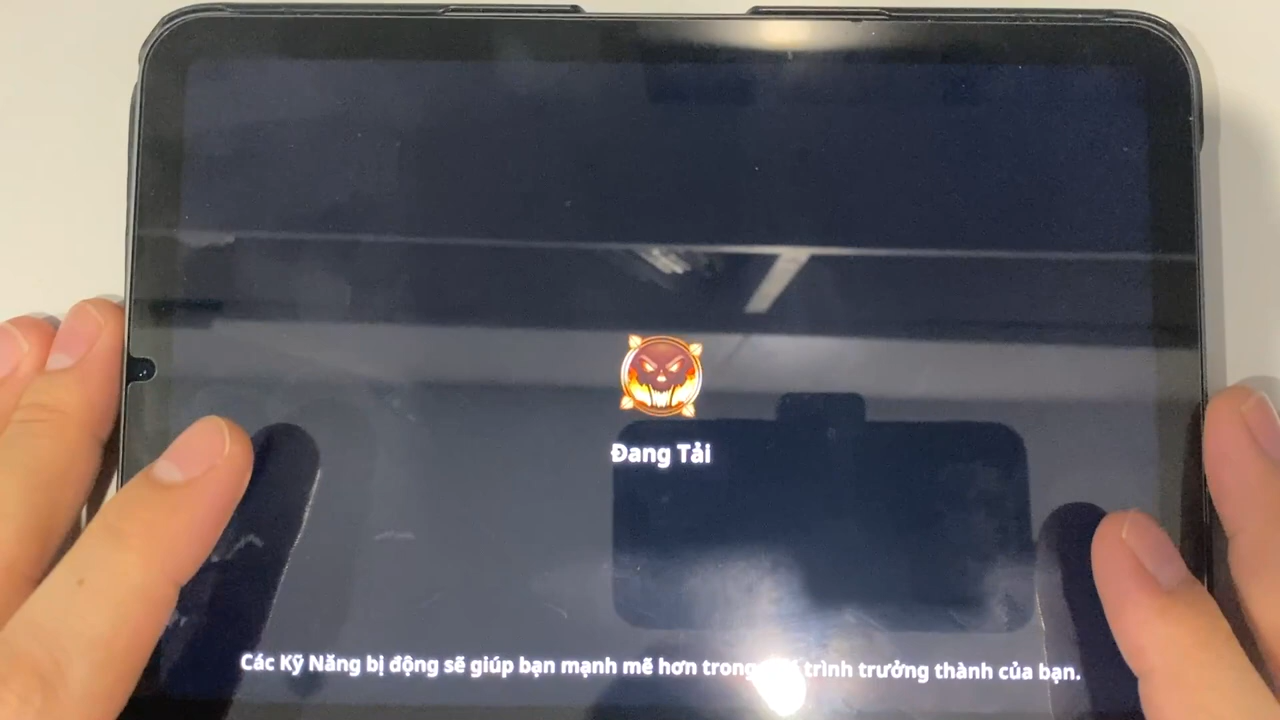 Đang Tải
Các Kỹ Năng bị động sẽ giúp bạn mạnh mẽ hơn trong trình trưởng thành của bạn.